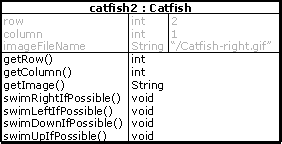 catfish2 : Catfish
row int 2
column int 1
imageFileName String "/Catfish-right.gif"
getRow() int
getColumn() int
getImage() String
swimRightIfPossible() void
swimLeftIfPossible() void
swimDownIfPossible() void
swimUpIfPossible() void